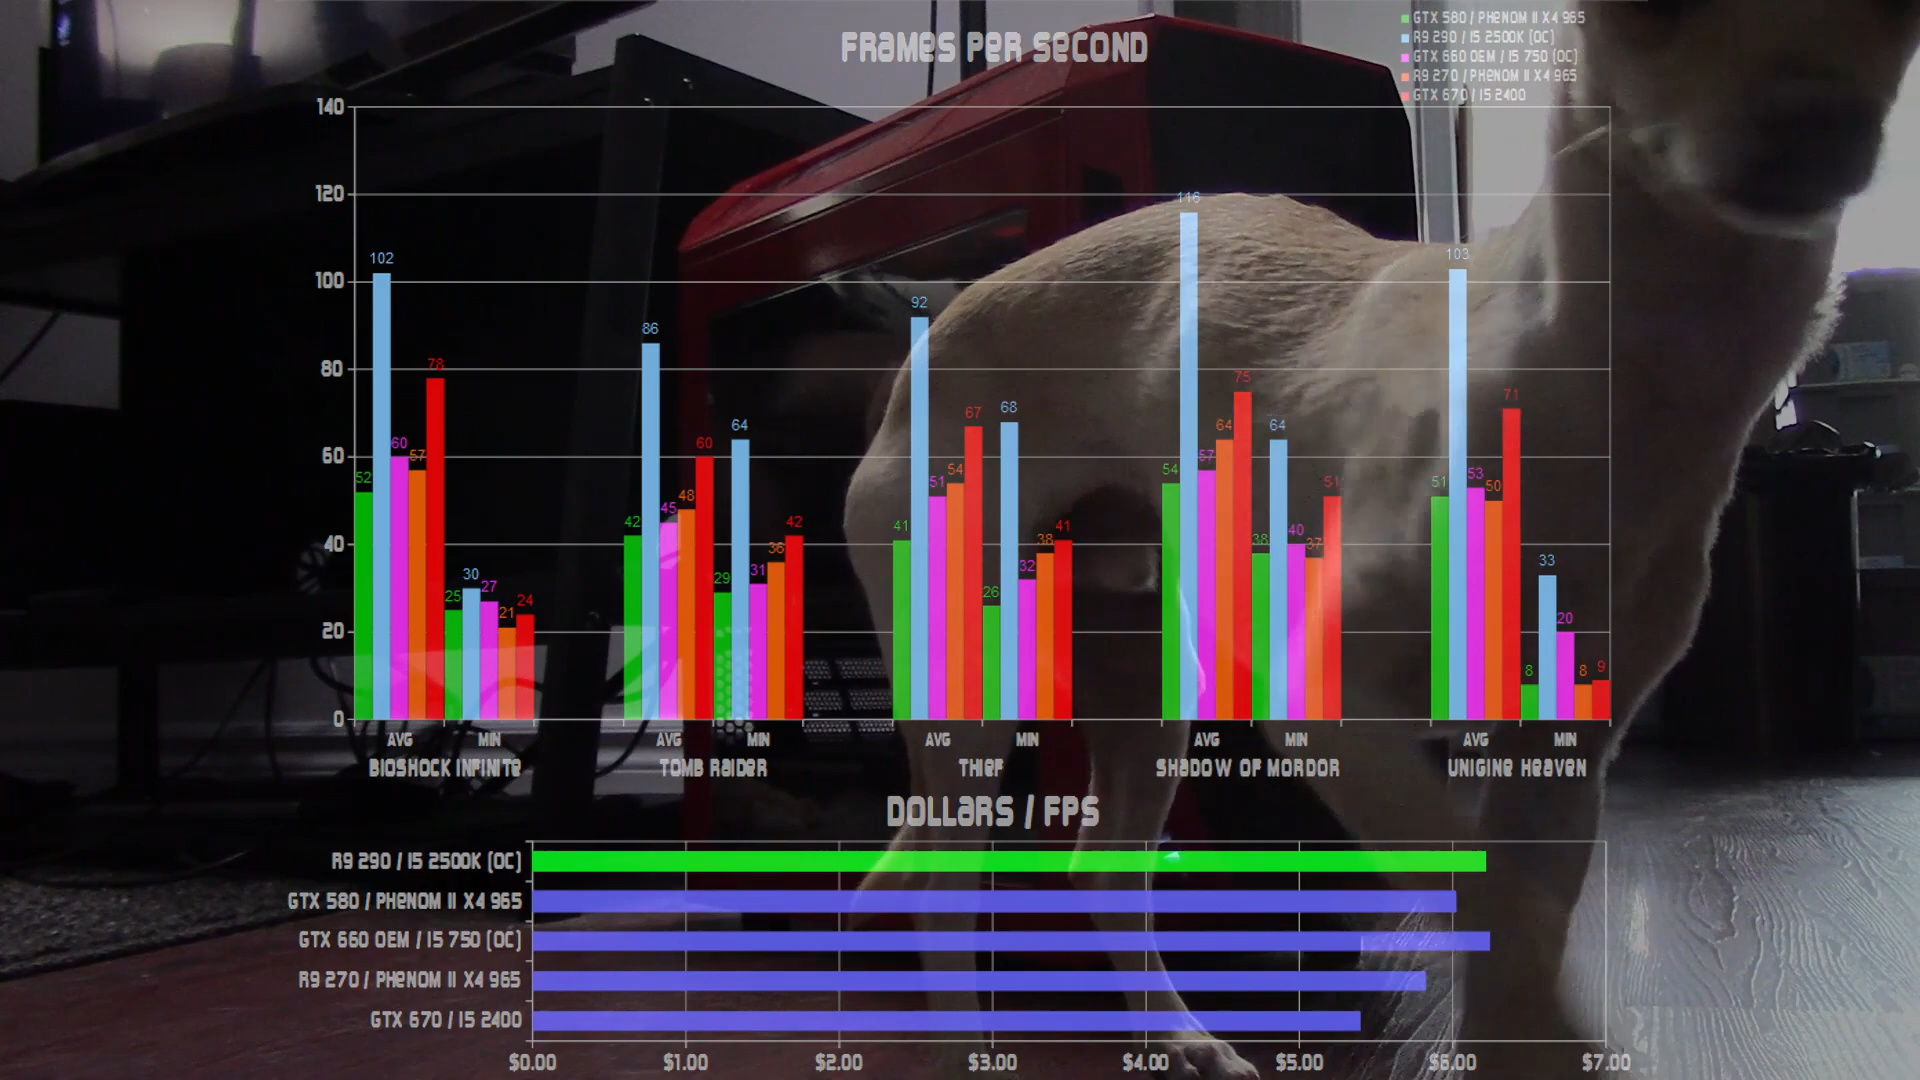 FRAMES PER SECOND
GTX 580 / PHENOM II X4 965
R9 290 / I5 2500K (OC)
GTX 660 OEM / I5 750 (OC)
R9 270 / PHENOM II X4 965
GTX 670 / I5 2400
140
120
100
80
60
40
20
0
52 102 60 57 78 25 30 27 21 24
42 86 45 48 60 29 64 31 36 42
41 92 51 54 67 26 68 32 38 41
54 116 57 64 75 38 64 40 37 51
51 103 53 50 71 8 33 20 8 9
AVG MIN AVG MIN AVG MIN AVG MIN AVG MIN
BIOSHOCK INFINITE TOMB RAIDER THIEF SHADOW OF MORDOR UNIGINE HEAVEN
DOLLARS / FPS
R9 290 / I5 2500K (OC)
GTX 580 / PHENOM II X4 965
GTX 660 OEM / I5 750 (OC)
R9 270 / PHENOM II X4 965
GTX 670 / I5 2400
$0.00 $1.00 $2.00 $3.00 $4.00 $5.00 $6.00 $7.00